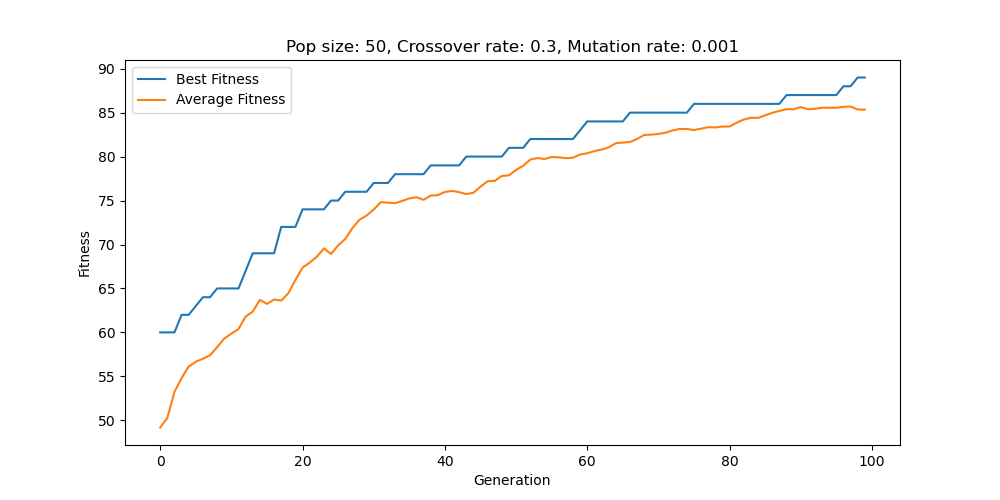 Pop size: 50, Crossover rate: 0.3, Mutation rate: 0.001
Best Fitness
Average Fitness
90
85
80
75
70
65
60
55
50
Fitness
0 20 40 60 80 100
Generation